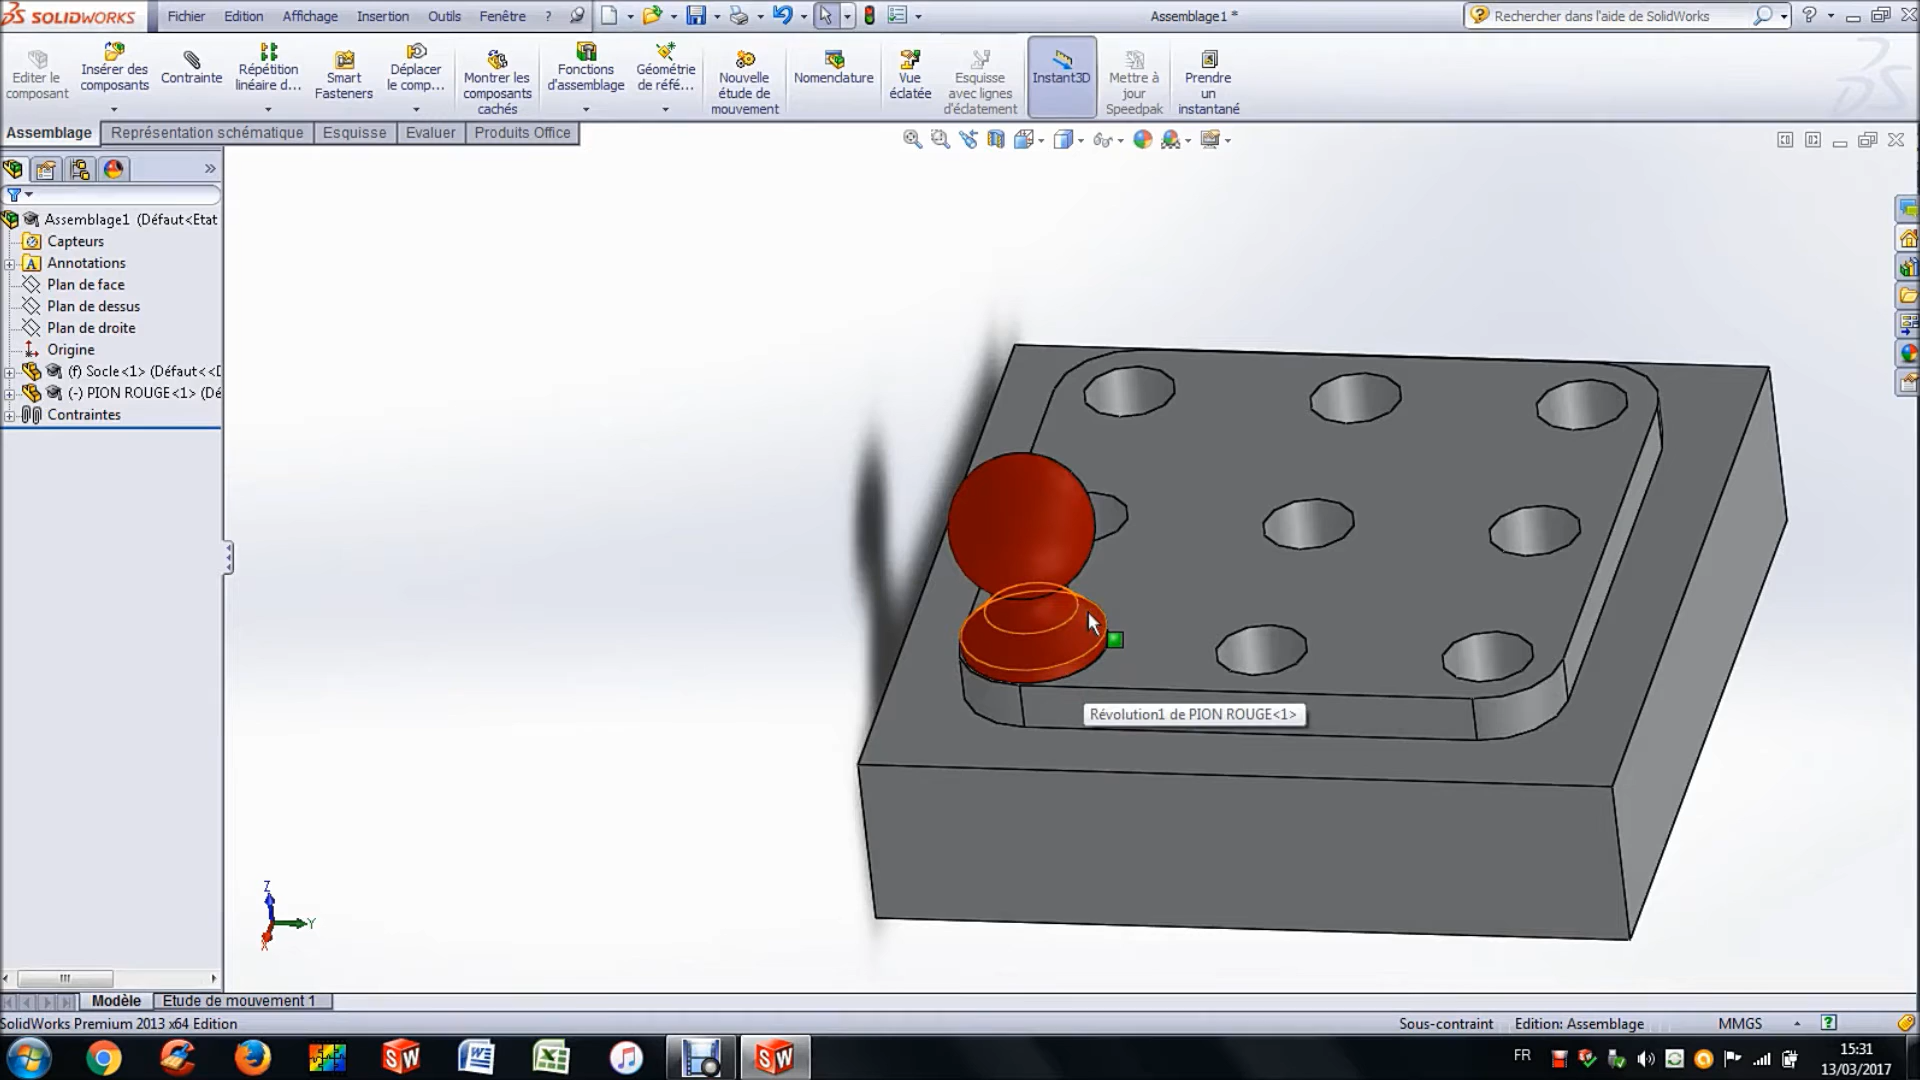 SOLIDWORKS
Fichier Edition Affichage Insertion Outils Fenêtre ?
Assemblage1 *
Rechercher dans l'aide de SolidWorks
Editer le composant
Insérer des composants
Contrainte
Répétition linéaire d...
Smart Fasteners
Déplacer le comp...
Montrer les composants cachés
Fonctions d'assemblage
Géométrie de réfé...
Nouvelle étude de mouvement
Nomenclature
Vue éclatée
Esquisse avec lignes d'éclatement
Instant3D
Mettre à jour Speedpak
Prendre un instantané
Assemblage Représentation schématique Esquisse Evaluer Produits Office
Assemblage1 (Défaut<Etat
Capteurs
Annotations
Plan de face
Plan de dessus
Plan de droite
Origine
(f) Socle<1> (Défaut<<D
(-) PION ROUGE<1> (Dé
Contraintes
Révolution1 de PION ROUGE<1>
Z
Y
X
Modèle Etude de mouvement 1
SolidWorks Premium 2013 x64 Edition
Sous-contraint Edition: Assemblage MMGS
FR
15:31
13/03/2017